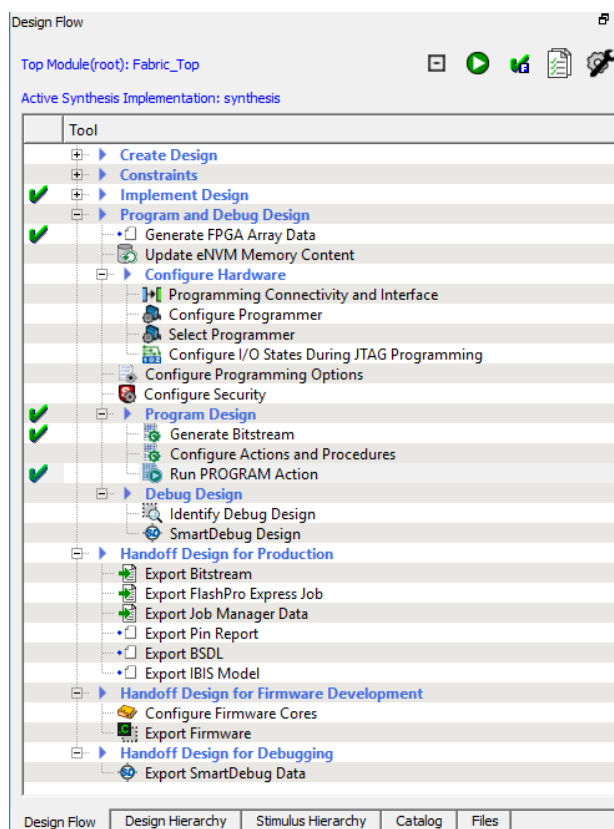 Design Flow
Top Module(root): Fabric_Top
Active Synthesis Implementation: synthesis
Tool
Create Design
Constraints
Implement Design
Program and Debug Design
Generate FPGA Array Data
Update eNVM Memory Content
Configure Hardware
Programming Connectivity and Interface
Configure Programmer
Select Programmer
Configure I/O States During JTAG Programming
Configure Programming Options
Configure Security
Program Design
Generate Bitstream
Configure Actions and Procedures
Run PROGRAM Action
Debug Design
Identify Debug Design
SmartDebug Design
Handoff Design for Production
Export Bitstream
Export FlashPro Express Job
Export Job Manager Data
Export Pin Report
Export BSDL
Export IBIS Model
Handoff Design for Firmware Development
Configure Firmware Cores
Export Firmware
Handoff Design for Debugging
Export SmartDebug Data
Design Flow Design Hierarchy Stimulus Hierarchy Catalog Files